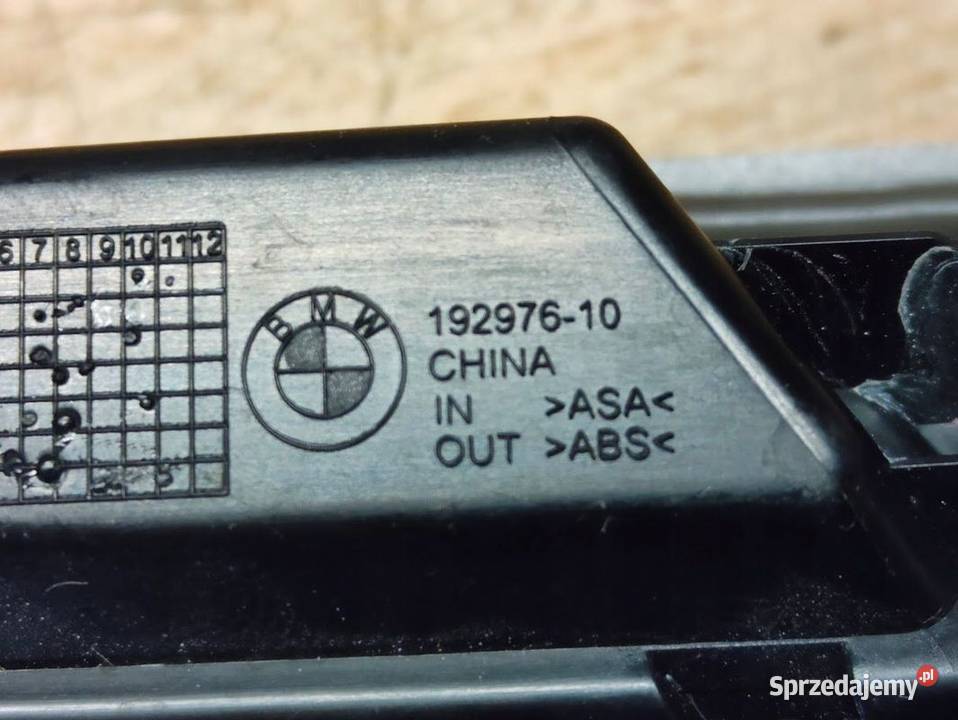 6 7 8 9 10 11 12
BMW
192976-10
CHINA
IN >ASA<
OUT >ABS<
Sprzedajemy.pl